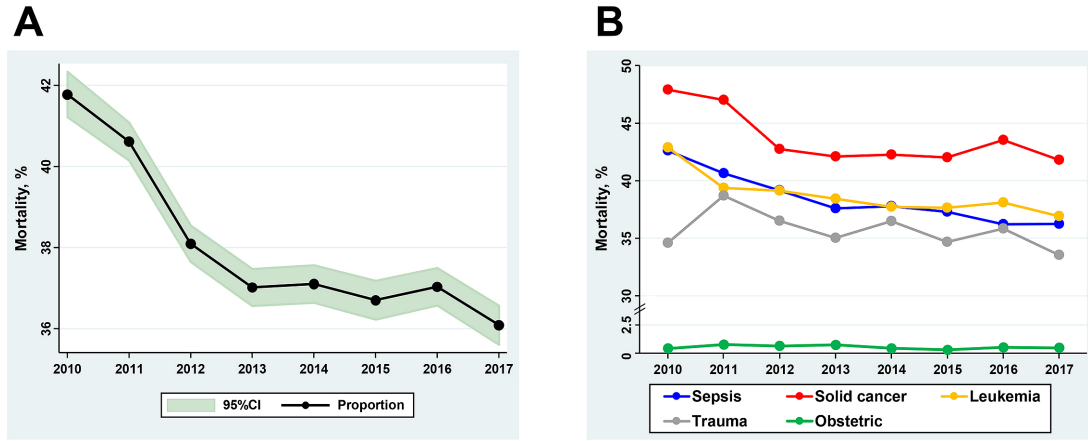 A
Mortality, %
42
40
38
36
2010 2011 2012 2013 2014 2015 2016 2017
95%CI Proportion
B
Mortality, %
50
45
40
35
30
2.5
0
2010 2011 2012 2013 2014 2015 2016 2017
Sepsis Solid cancer Leukemia
Trauma Obstetric